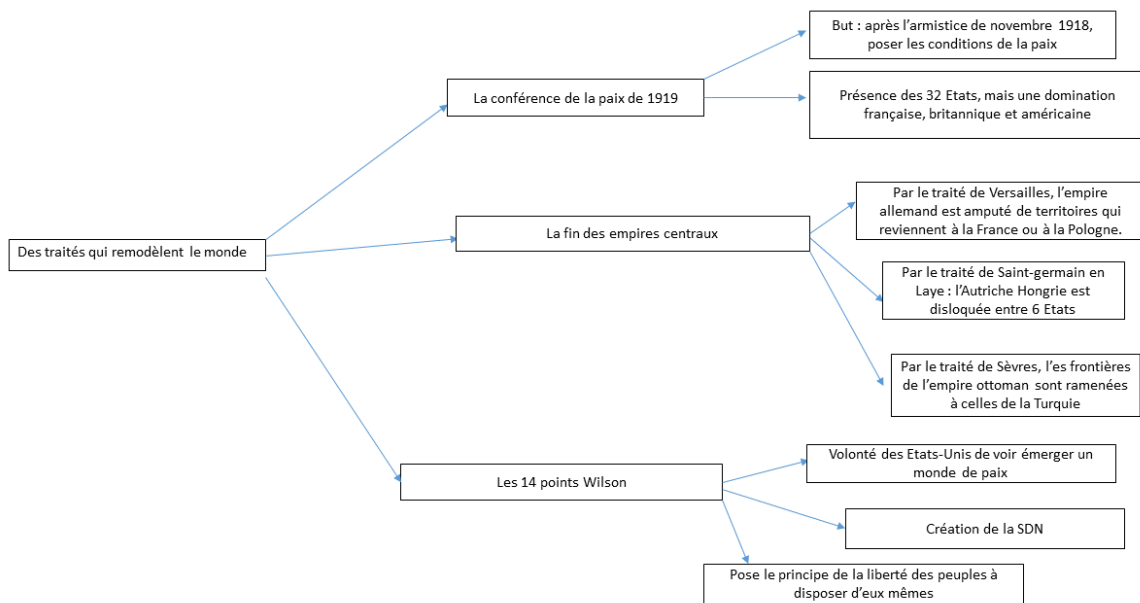 Des traités qui remodèlent le monde
La conférence de la paix de 1919
But : après l'armistice de novembre 1918,
poser les conditions de la paix
Présence des 32 Etats, mais une domination
française, britannique et américaine
La fin des empires centraux
Par le traité de Versailles, l'empire
allemand est amputé de territoires qui
reviennent à la France ou à la Pologne.
Par le traité de Saint-germain en
Laye : l'Autriche Hongrie est
disloquée entre 6 Etats
Par le traité de Sèvres, l'es frontières
de l'empire ottoman sont ramenées
à celles de la Turquie
Les 14 points Wilson
Volonté des Etats-Unis de voir émerger un
monde de paix
Création de la SDN
Pose le principe de la liberté des peuples à
disposer d'eux mêmes